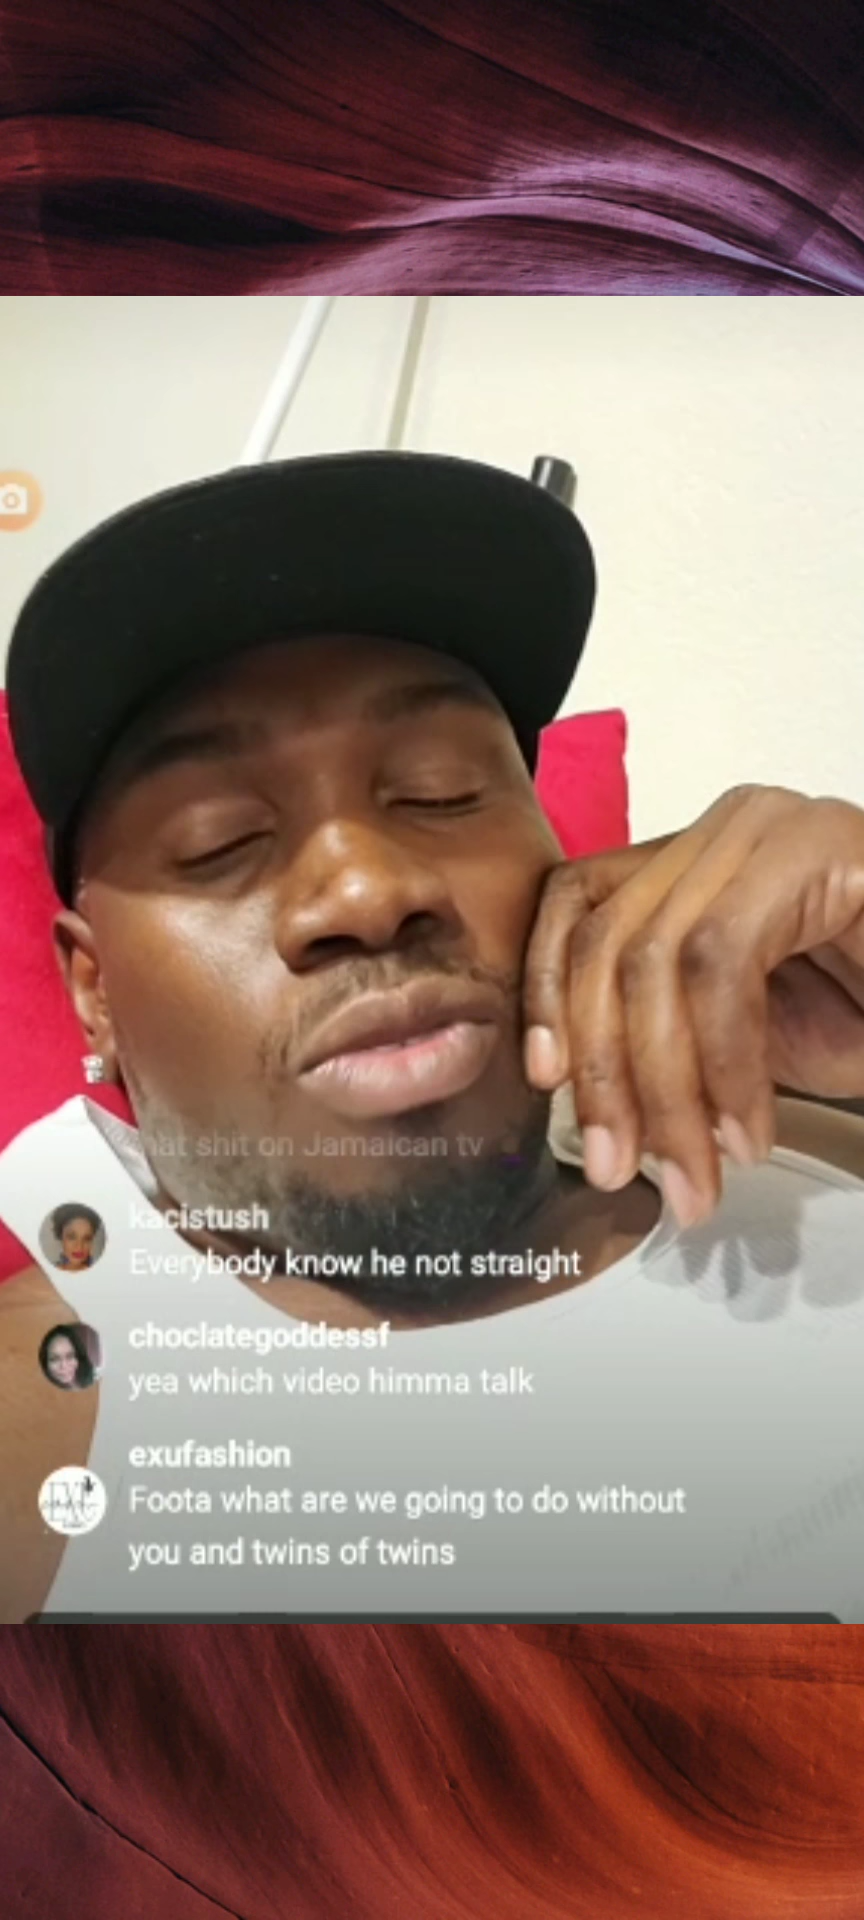 hat shit on Jamaican tv
kacistush
Everybody know he not straight
choclategoddessf
yea which video himma talk
exufashion
Foota what are we going to do without
you and twins of twins